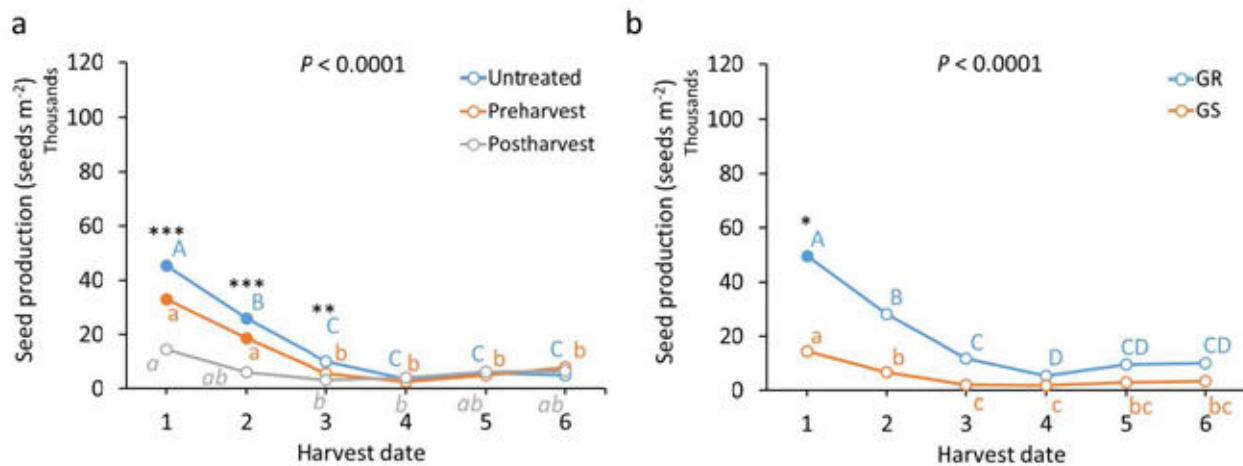 a
P < 0.0001
Seed production (seeds m⁻²)
Thousands
120
100
80
60
40
20
0
Untreated
Preharvest
Postharvest
***
A
a
a
***
B
a
ab
**
C
b
b
C
b
b
C
b
ab
C
b
ab
1 2 3 4 5 6
Harvest date
b
P < 0.0001
Seed production (seeds m⁻²)
Thousands
120
100
80
60
40
20
0
GR
GS
*
A
a
B
b
C
c
D
c
CD
bc
CD
bc
1 2 3 4 5 6
Harvest date